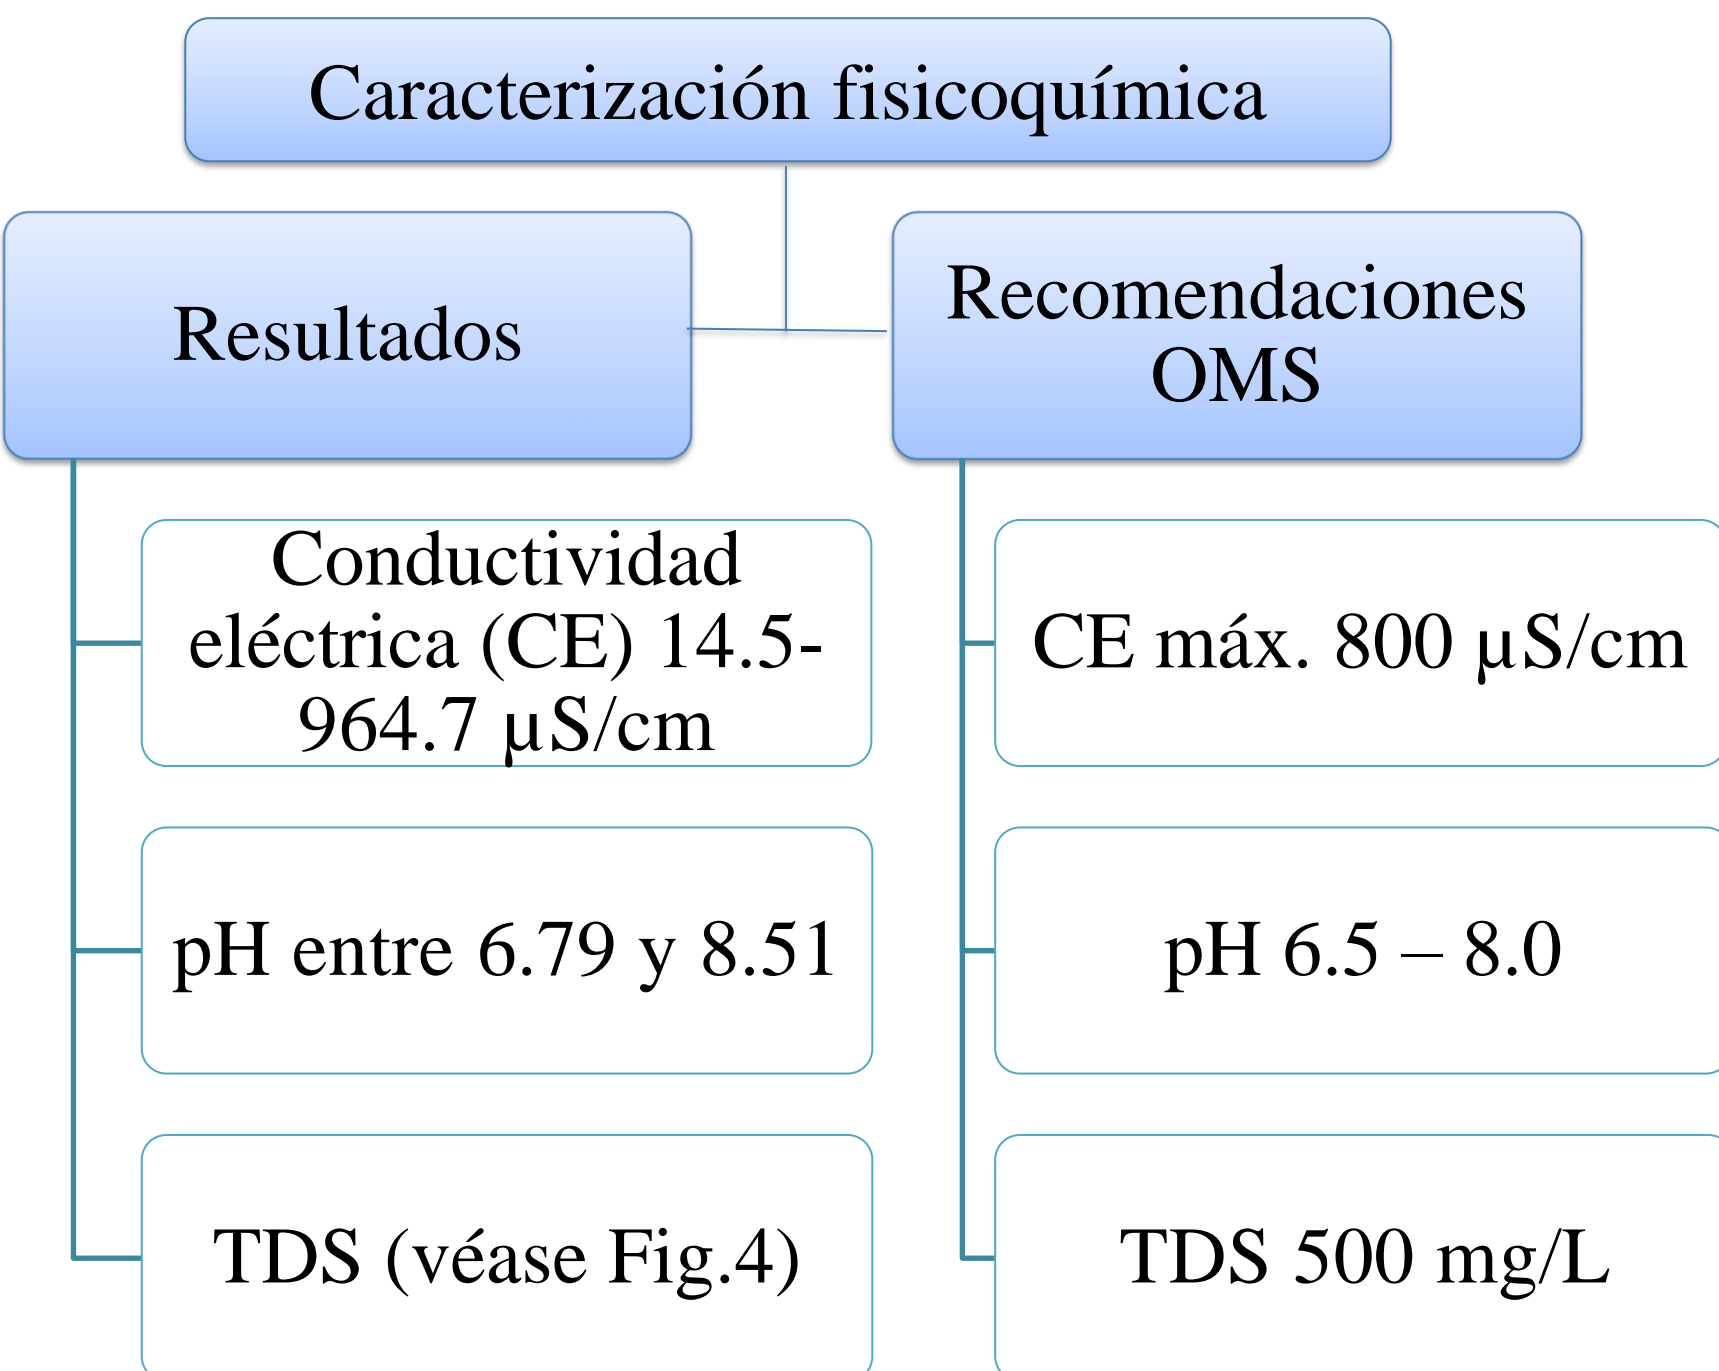 Caracterización fisicoquímica
Resultados
Recomendaciones
OMS
Conductividad
eléctrica (CE) 14.5-
964.7 µS/cm
pH entre 6.79 y 8.51
TDS (véase Fig.4)
CE máx. 800 µS/cm
pH 6.5 – 8.0
TDS 500 mg/L